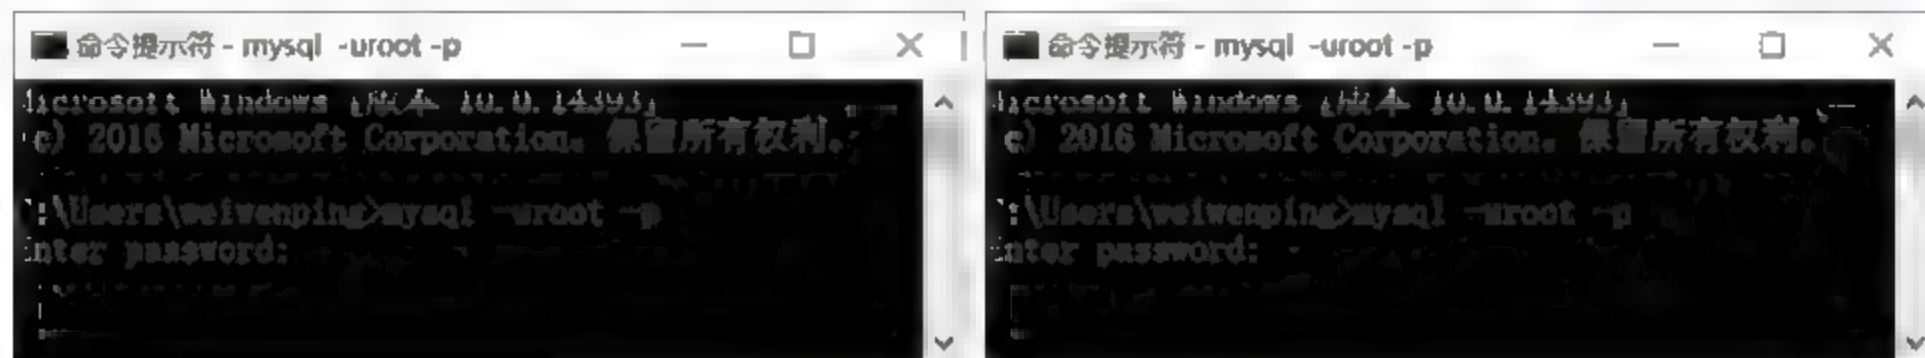 命令提示符 - mysql -uroot -p
Microsoft Windows [版本 10.0.14393]
(c) 2016 Microsoft Corporation。保留所有权利。
:\Users\weiwenping>mysql -uroot -p
Enter password:
命令提示符 - mysql -uroot -p
Microsoft Windows [版本 10.0.14393]
(c) 2016 Microsoft Corporation。保留所有权利。
:\Users\weiwenping>mysql -uroot -p
Enter password: